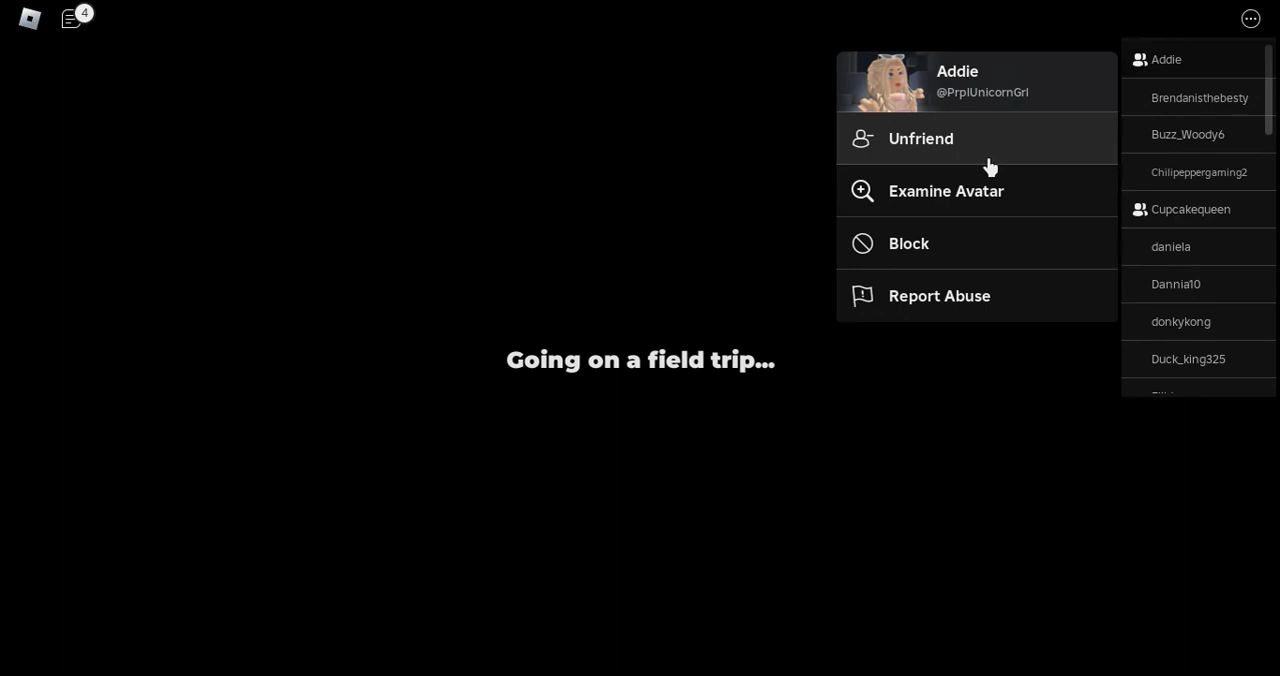 4
Addie
@PrplUnicornGrl
Unfriend
Examine Avatar
Block
Report Abuse
Addie
Brendanisthebesty
Buzz_Woody6
Chilipeppergaming2
Cupcakequeen
daniela
Dannia10
donkykong
Duck_king325
Going on a field trip...